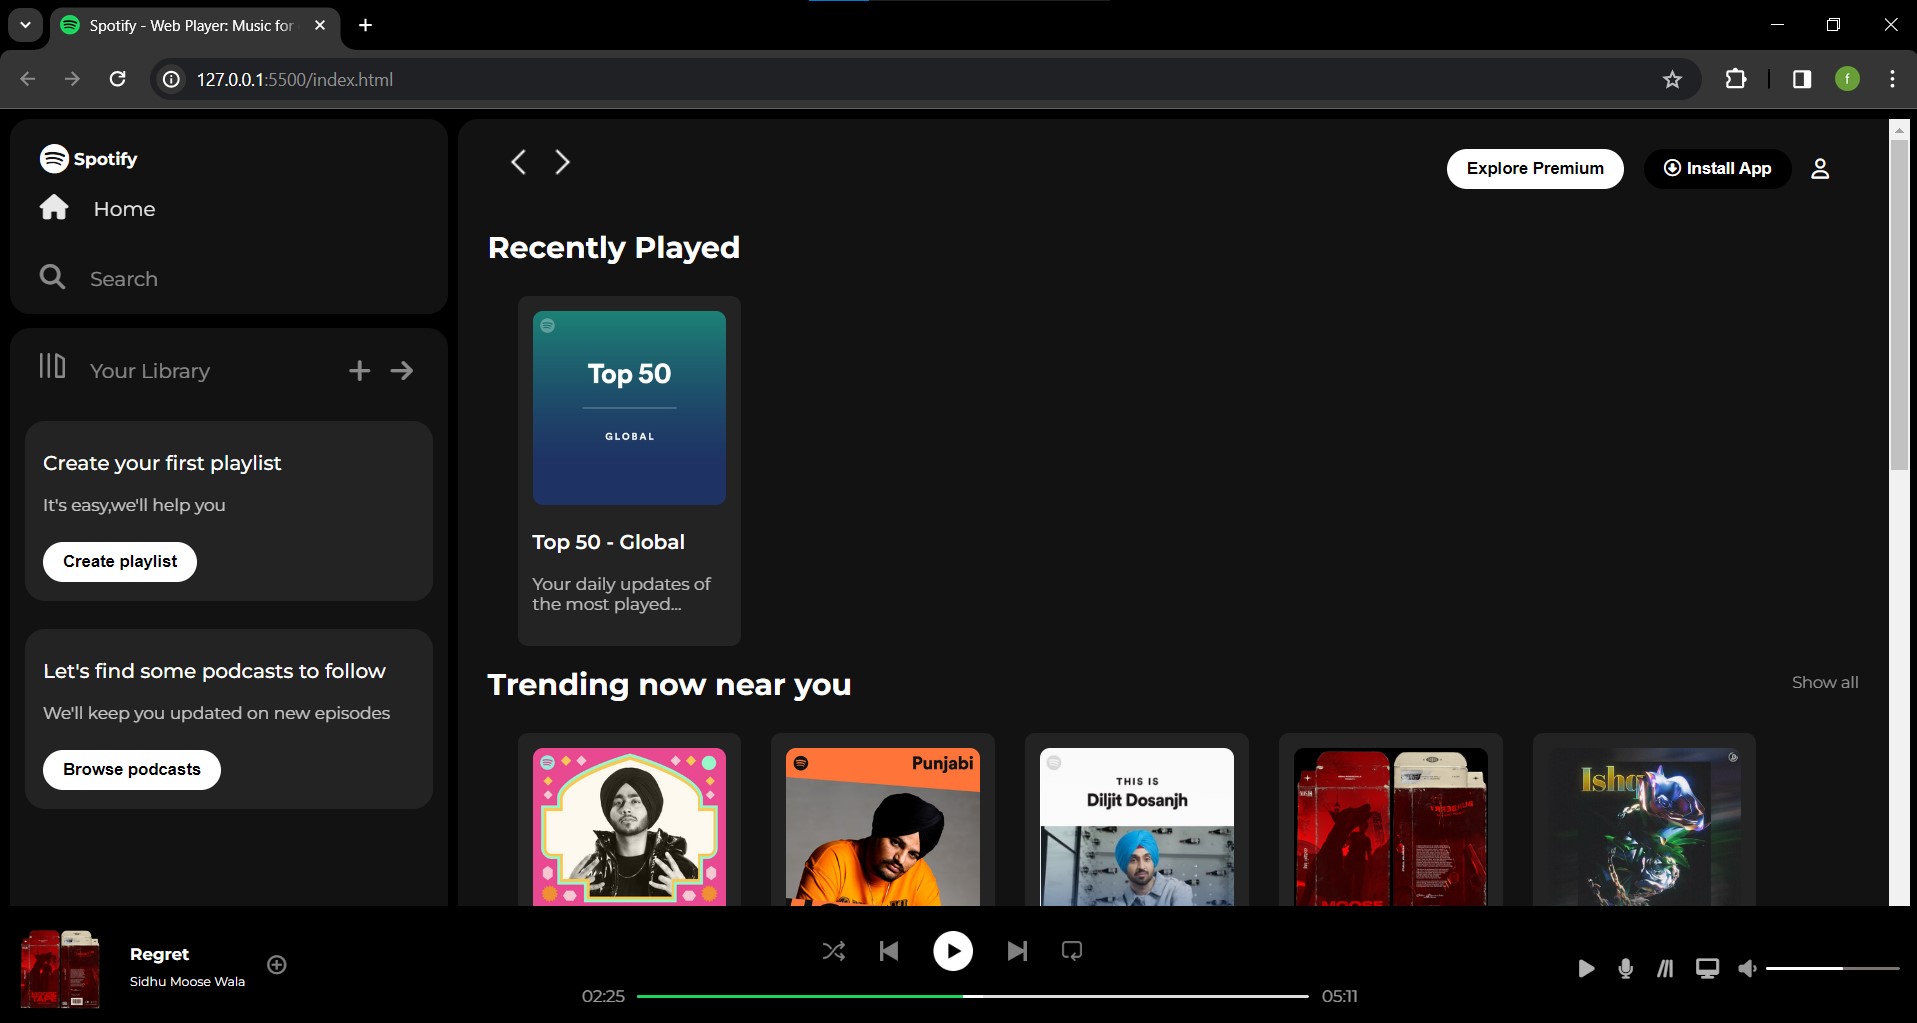 Spotify - Web Player: Music for
127.0.0.1:5500/index.html
f
Spotify
Home
Search
Your Library
Create your first playlist
It's easy,we'll help you
Create playlist
Let's find some podcasts to follow
We'll keep you updated on new episodes
Browse podcasts
Explore Premium
Install App
Recently Played
Top 50
GLOBAL
Top 50 - Global
Your daily updates of
the most played...
Trending now near you
Show all
Punjabi
THIS IS
Diljit Dosanjh
MOOSE
Ishq
Regret
Sidhu Moose Wala
02:25
05:11